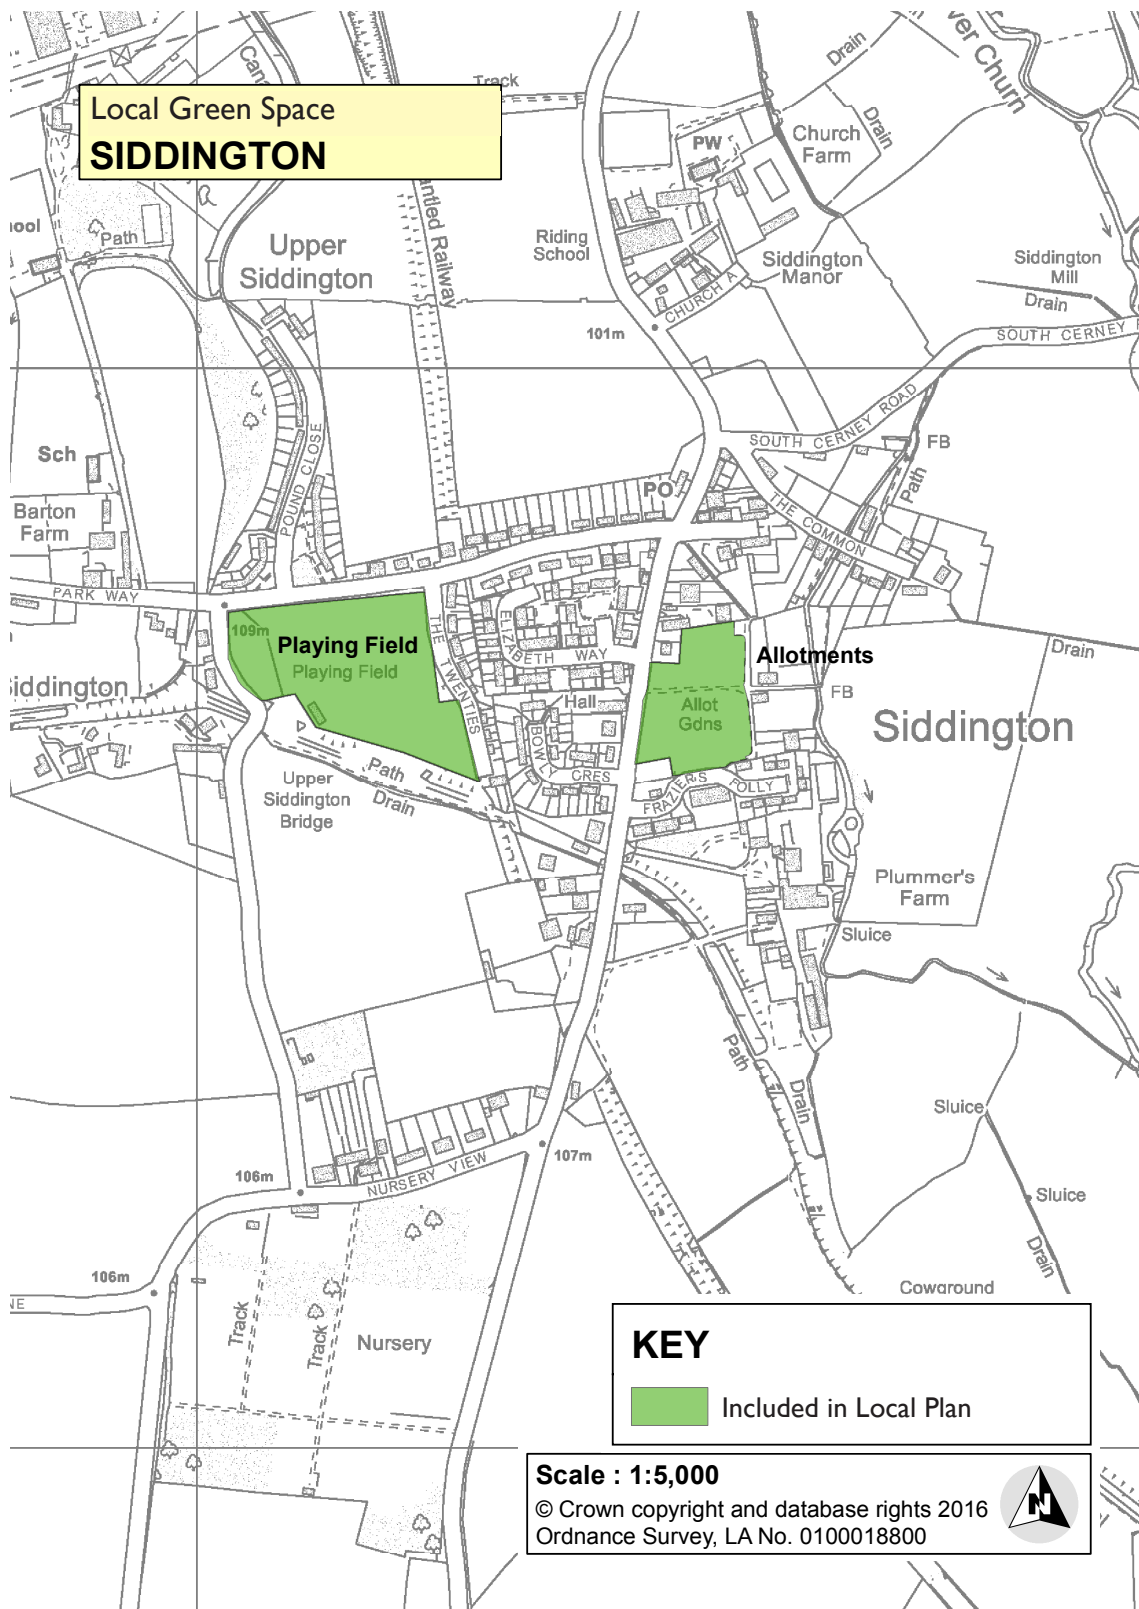 Local Green Space
SIDDINGTON
Track
Drain
Drain
Church
Farm
PW
Path
Upper
Siddington
Riding
School
Siddington
Manor
Siddington
Mill
Drain
CHURCH A
101m
SOUTH CERNEY
SOUTH CERNEY ROAD
FB
Path
THE COMMON
Sch
POUND CLOSE
PO
Barton
Farm
PARK WAY
109m
Playing Field
Playing Field
THE TWENTIES
ELIZABETH WAY
Hall
BOWLY CRES
Allotments
Allot
Gdns
FRAZIER'S FOLLY
Drain
FB
Siddington
iddington
Upper
Siddington
Bridge
Path
Drain
Plummer's
Farm
Sluice
Path
Drain
Sluice
Sluice
Drain
Cowground
106m
NURSERY VIEW
107m
106m
NE
Track
Track
Nursery
KEY
Included in Local Plan
Scale : 1:5,000
© Crown copyright and database rights 2016
Ordnance Survey, LA No. 0100018800
N